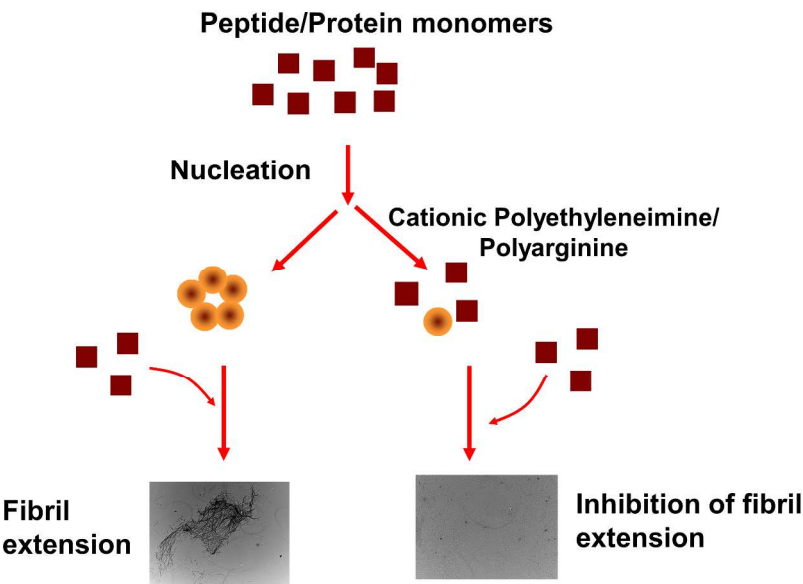 Peptide/Protein monomers
Nucleation
Cationic Polyethyleneimine/
Polyarginine
Fibril
extension
Inhibition of fibril
extension